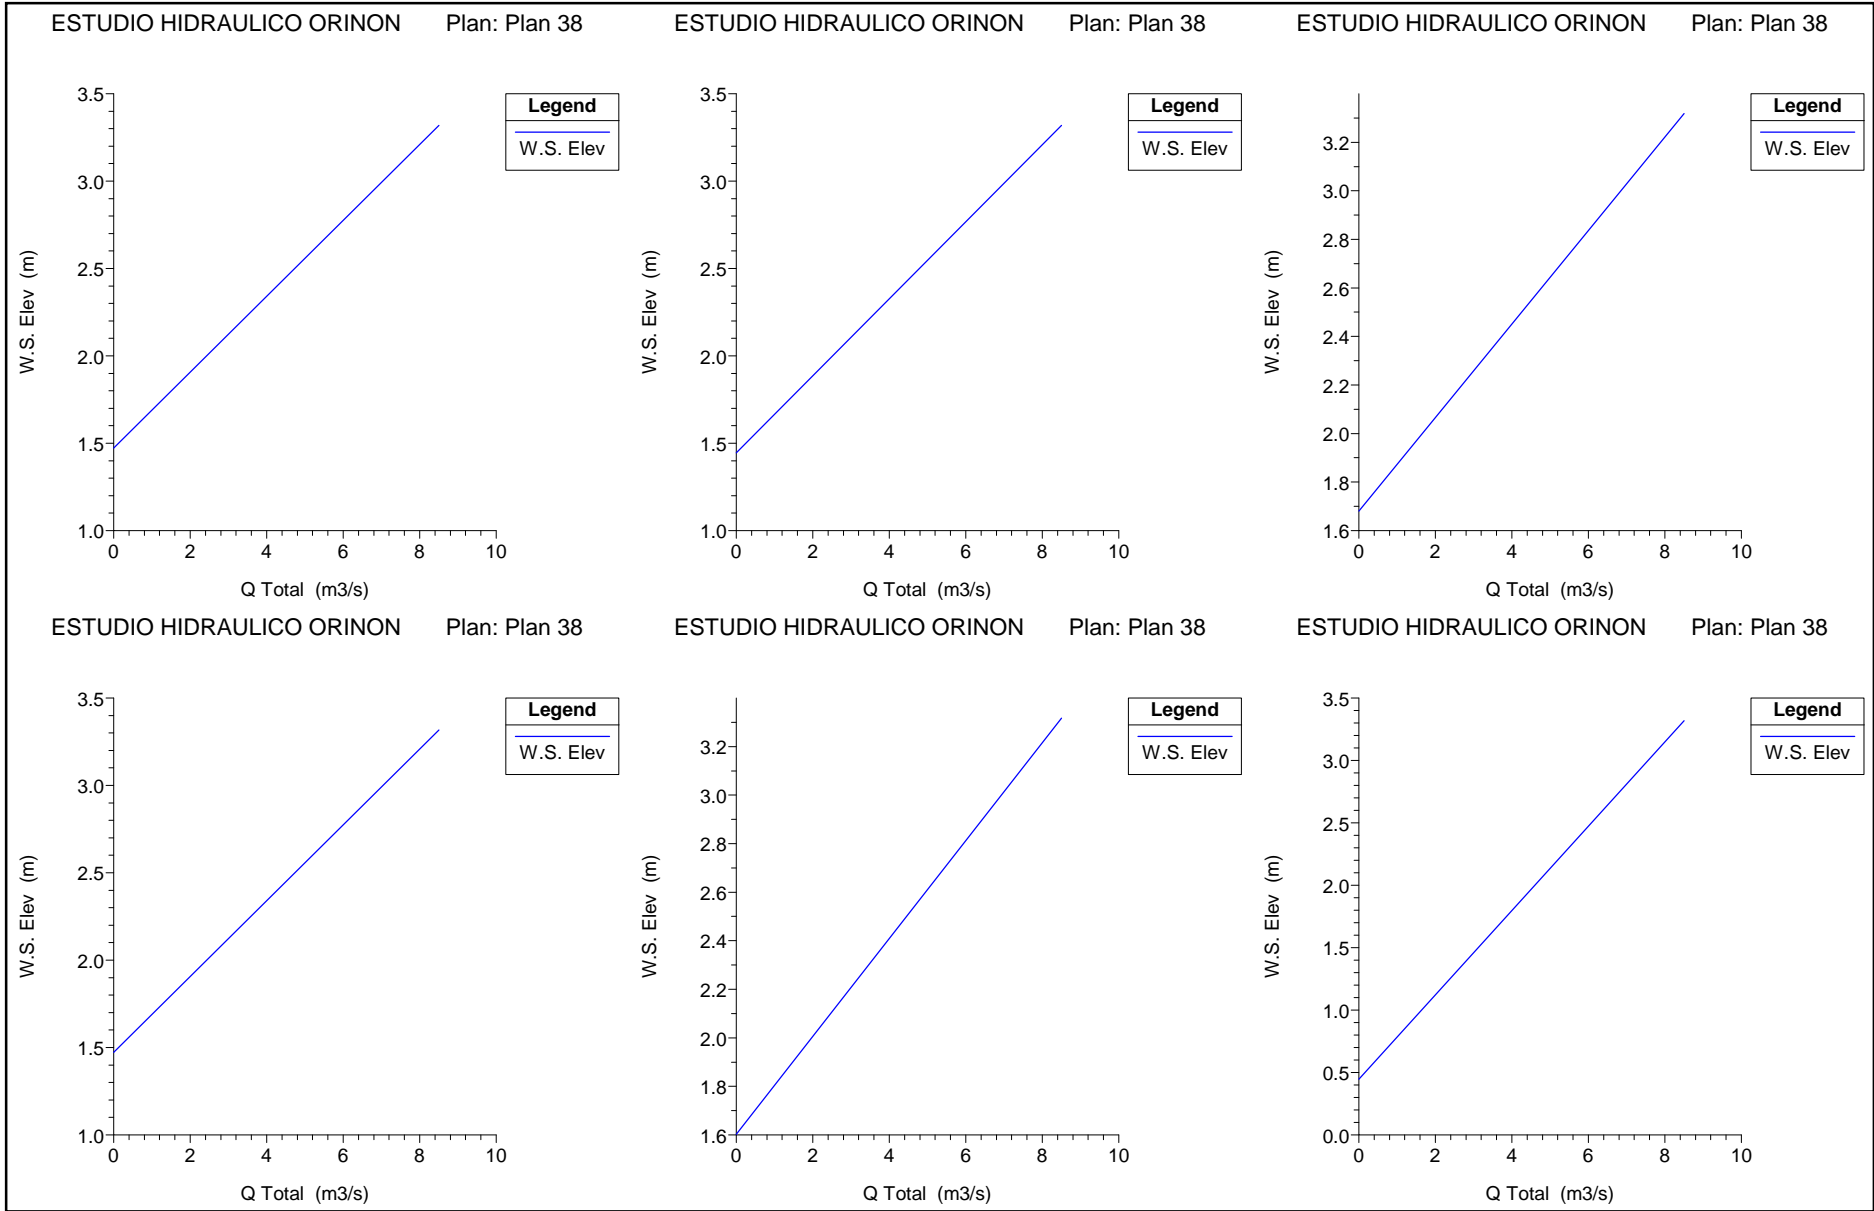 ESTUDIO HIDRAULICO ORINON Plan: Plan 38
3.5
3.0
2.5
2.0
1.5
1.0
W.S. Elev (m)
0 2 4 6 8 10
Q Total (m3/s)
Legend
W.S. Elev
ESTUDIO HIDRAULICO ORINON Plan: Plan 38
3.5
3.0
2.5
2.0
1.5
1.0
W.S. Elev (m)
0 2 4 6 8 10
Q Total (m3/s)
Legend
W.S. Elev
ESTUDIO HIDRAULICO ORINON Plan: Plan 38
3.2
3.0
2.8
2.6
2.4
2.2
2.0
1.8
1.6
W.S. Elev (m)
0 2 4 6 8 10
Q Total (m3/s)
Legend
W.S. Elev
ESTUDIO HIDRAULICO ORINON Plan: Plan 38
3.5
3.0
2.5
2.0
1.5
1.0
W.S. Elev (m)
0 2 4 6 8 10
Q Total (m3/s)
Legend
W.S. Elev
ESTUDIO HIDRAULICO ORINON Plan: Plan 38
3.2
3.0
2.8
2.6
2.4
2.2
2.0
1.8
1.6
W.S. Elev (m)
0 2 4 6 8 10
Q Total (m3/s)
Legend
W.S. Elev
ESTUDIO HIDRAULICO ORINON Plan: Plan 38
3.5
3.0
2.5
2.0
1.5
1.0
0.5
0.0
W.S. Elev (m)
0 2 4 6 8 10
Q Total (m3/s)
Legend
W.S. Elev